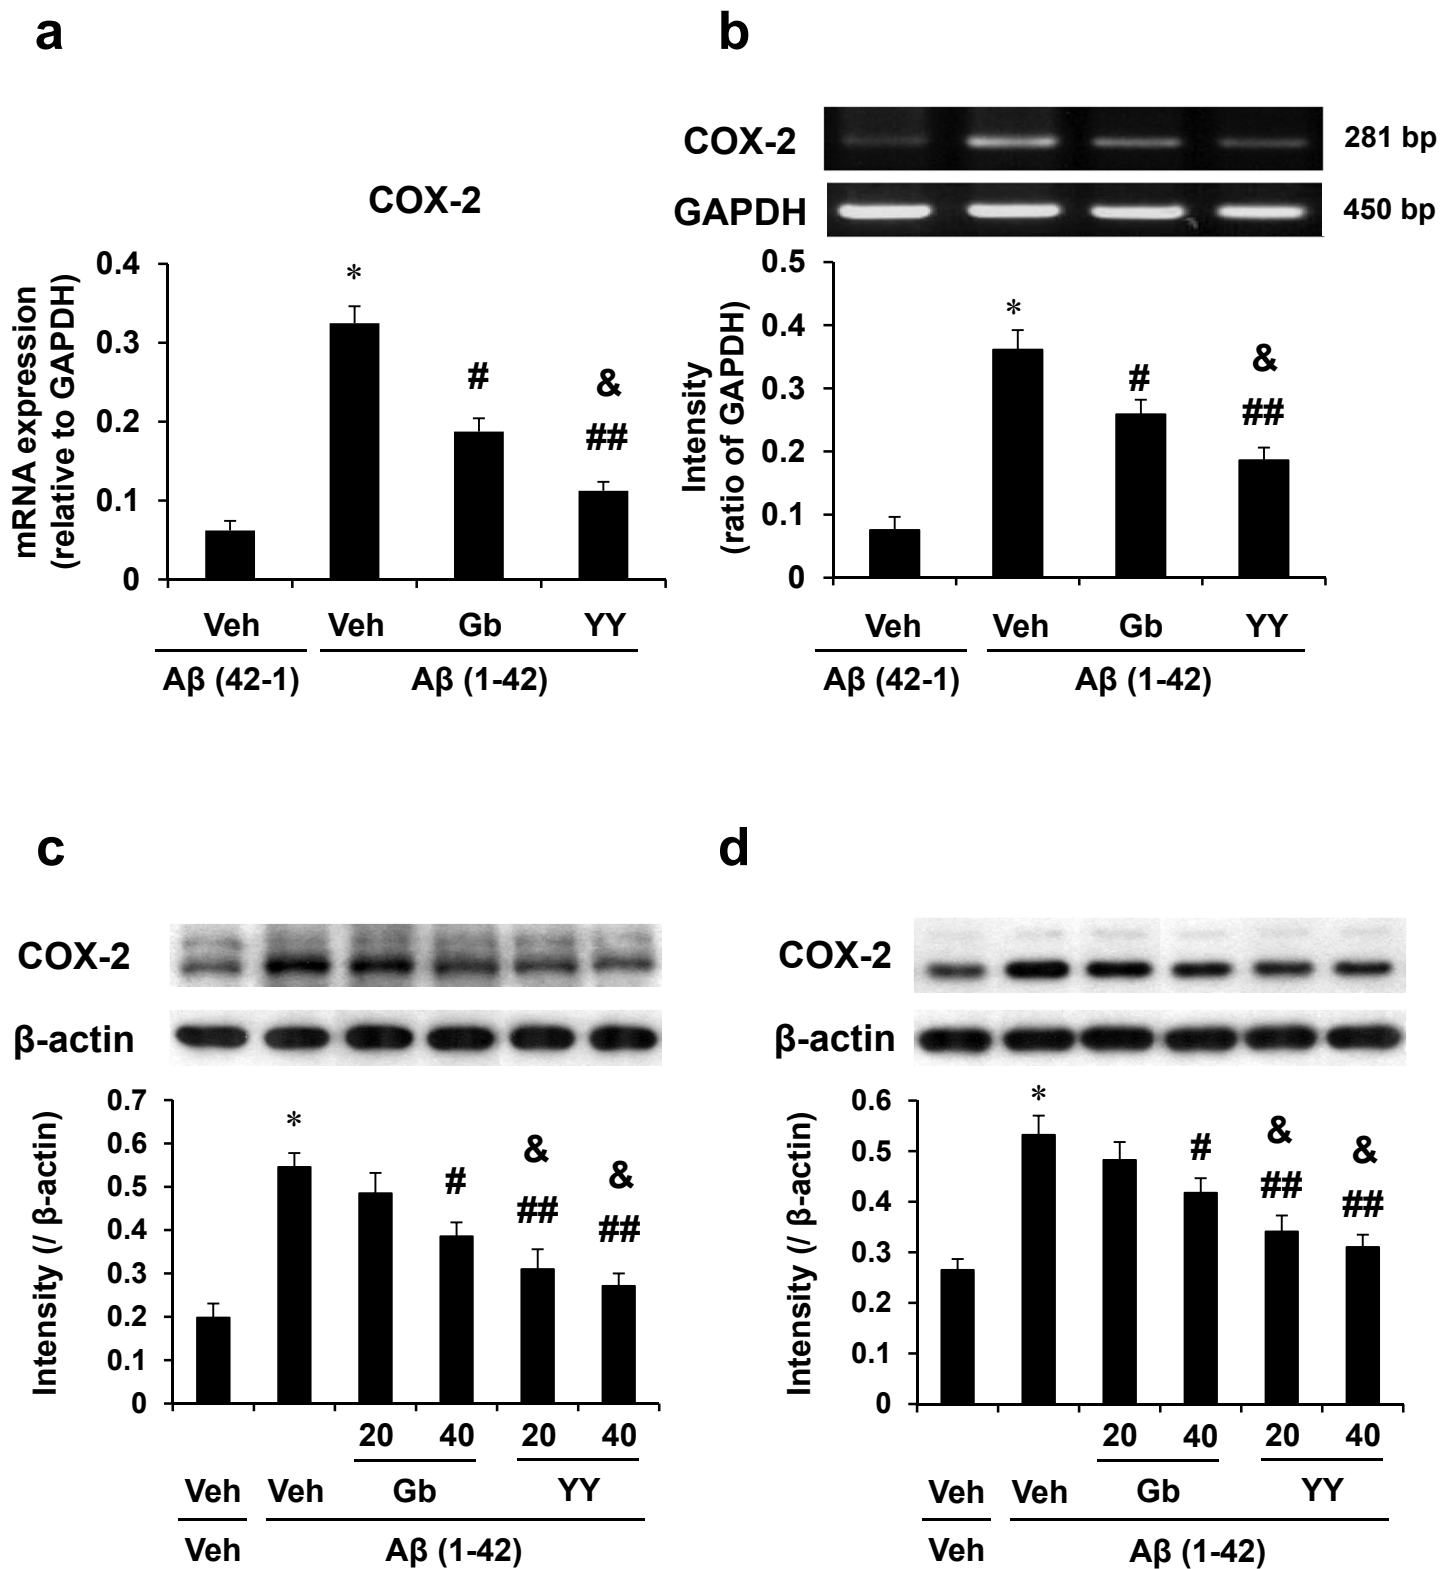 a
COX-2
mRNA expression
(relative to GAPDH)
0.4
0.3
0.2
0.1
0
*
#
&
##
Veh Veh Gb YY
Aβ (42-1) Aβ (1-42)
b
COX-2 281 bp
GAPDH 450 bp
Intensity
(ratio of GAPDH)
0.5
0.4
0.3
0.2
0.1
0
*
#
&
##
Veh Veh Gb YY
Aβ (42-1) Aβ (1-42)
c
COX-2
β-actin
Intensity (/ β-actin)
0.7
0.6
0.5
0.4
0.3
0.2
0.1
0
*
#
&
##
&
##
20 40 20 40
Veh Veh Gb YY
Veh Aβ (1-42)
d
COX-2
β-actin
Intensity (/ β-actin)
0.6
0.5
0.4
0.3
0.2
0.1
0
*
#
&
##
&
##
20 40 20 40
Veh Veh Gb YY
Veh Aβ (1-42)